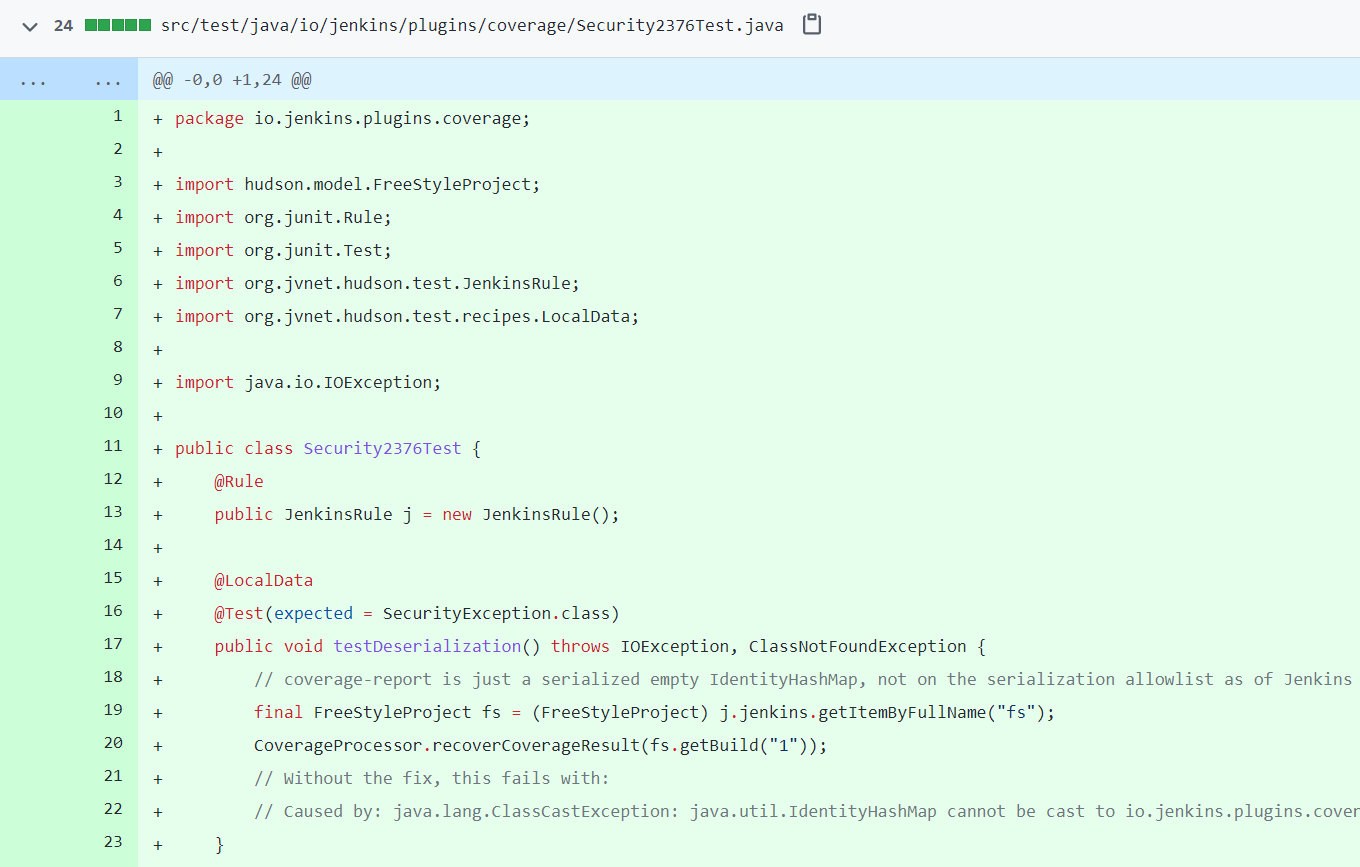 24 src/test/java/io/jenkins/plugins/coverage/Security2376Test.java
... ... @@ -0,0 +1,24 @@
1 + package io.jenkins.plugins.coverage;
2 +
3 + import hudson.model.FreeStyleProject;
4 + import org.junit.Rule;
5 + import org.junit.Test;
6 + import org.jvnet.hudson.test.JenkinsRule;
7 + import org.jvnet.hudson.test.recipes.LocalData;
8 +
9 + import java.io.IOException;
10 +
11 + public class Security2376Test {
12 +     @Rule
13 +     public JenkinsRule j = new JenkinsRule();
14 +
15 +     @LocalData
16 +     @Test(expected = SecurityException.class)
17 +     public void testDeserialization() throws IOException, ClassNotFoundException {
18 +         // coverage-report is just a serialized empty IdentityHashMap, not on the serialization allowlist as of Jenkins
19 +         final FreeStyleProject fs = (FreeStyleProject) j.jenkins.getItemByFullName("fs");
20 +         CoverageProcessor.recoverCoverageResult(fs.getBuild("1"));
21 +         // Without the fix, this fails with:
22 +         // Caused by: java.lang.ClassCastException: java.util.IdentityHashMap cannot be cast to io.jenkins.plugins.cover
23 +     }